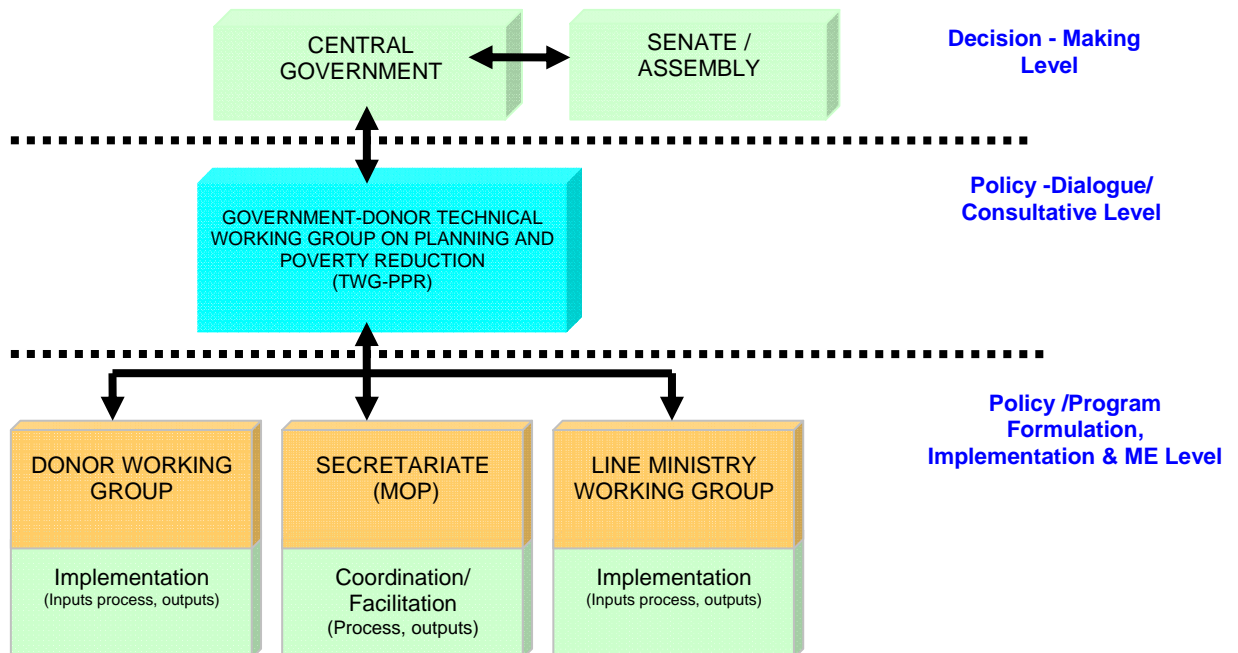 CENTRAL
GOVERNMENT
SENATE /
ASSEMBLY
Decision - Making
Level
GOVERNMENT-DONOR TECHNICAL
WORKING GROUP ON PLANNING AND
POVERTY REDUCTION
(TWG-PPR)
Policy -Dialogue/
Consultative Level
Policy /Program
Formulation,
Implementation & ME Level
DONOR WORKING
GROUP
Implementation
(Inputs process, outputs)
SECRETARIATE
(MOP)
Coordination/
Facilitation
(Process, outputs)
LINE MINISTRY
WORKING GROUP
Implementation
(Inputs process, outputs)